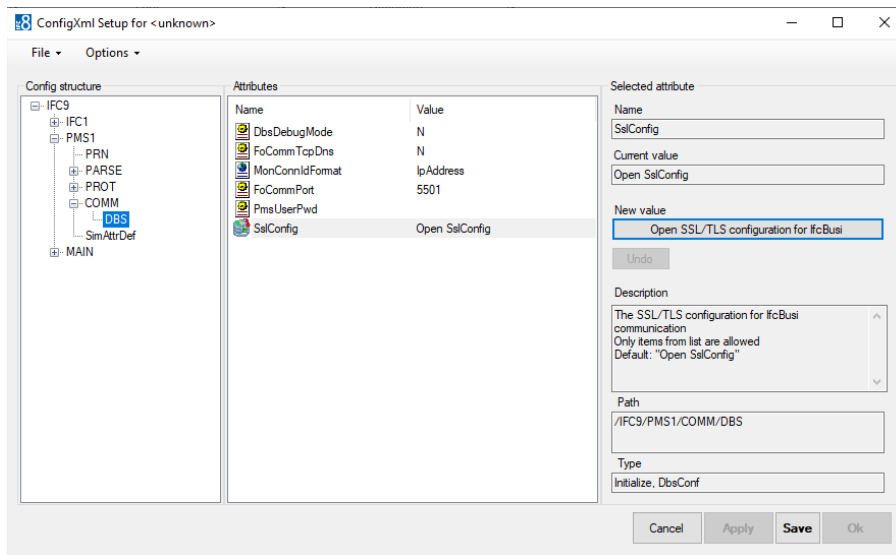 ConfigXml Setup for <unknown>
File
Options
Config structure
IFC9
IFC1
PMS1
PRN
PARSE
PROT
COMM
DBS
SimAttrDef
MAIN
Attributes
Name Value
DbsDebugMode N
FoCommTcpDns N
MonConnIdFormat IpAddress
FoCommPort 5501
PmsUserPwd
SslConfig Open SslConfig
Selected attribute
Name
SslConfig
Current value
Open SslConfig
New value
Open SSL/TLS configuration for IfcBusi
Undo
Description
The SSL/TLS configuration for IfcBusi
communication
Only items from list are allowed
Default: "Open SslConfig"
Path
/IFC9/PMS1/COMM/DBS
Type
Initialize, DbsConf
Cancel Apply Save Ok